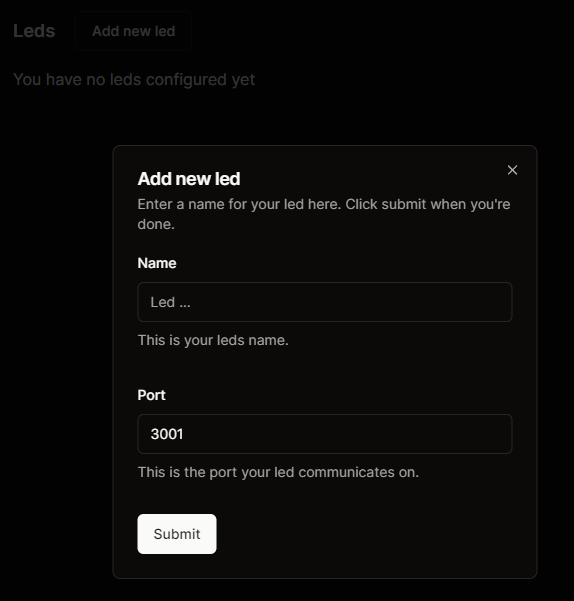 Leds
Add new led
You have no leds configured yet
Add new led
Enter a name for your led here. Click submit when you're
done.
Name
Led ...
This is your leds name.
Port
3001
This is the port your led communicates on.
Submit